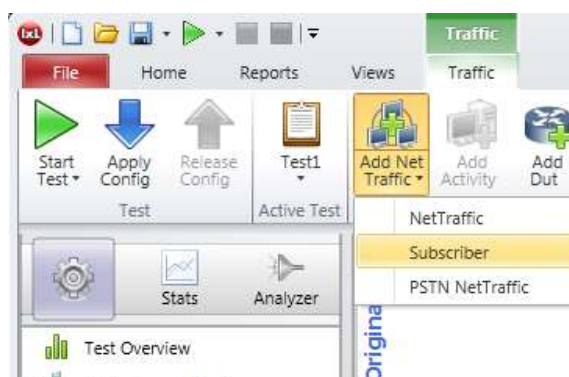 IxL
Traffic
File Home Reports Views Traffic
Start Test Apply Config Release Config Test1 Add Net Traffic Add Activity Add Dut
Test Active Test
NetTraffic
Subscriber
PSTN NetTraffic
Stats Analyzer
Test Overview
Origina